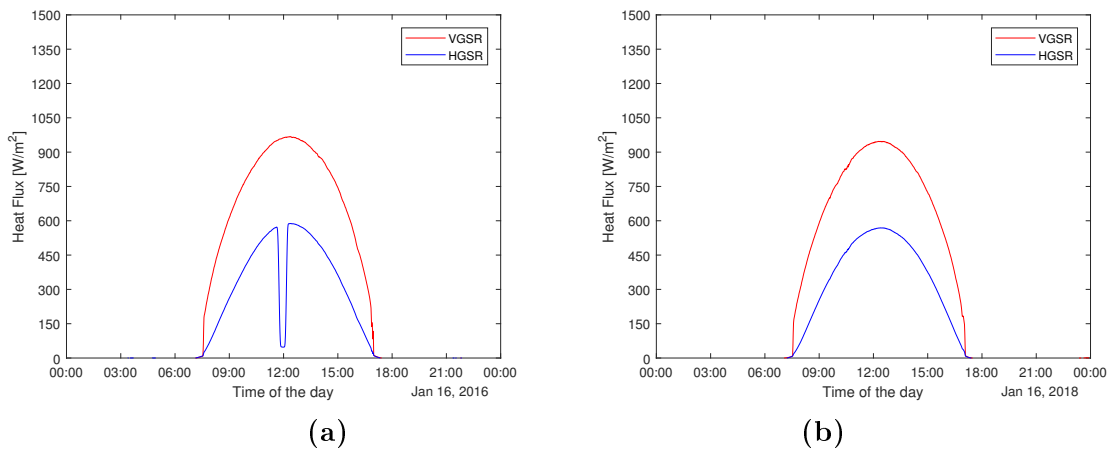 1500
1350
1200
1050
900
750
600
450
300
150
0
Heat Flux [W/m²]
VGSR
HGSR
00:00 03:00 06:00 09:00 12:00 15:00 18:00 21:00 00:00
Time of the day
Jan 16, 2016
(a)
1500
1350
1200
1050
900
750
600
450
300
150
0
Heat Flux [W/m²]
VGSR
HGSR
00:00 03:00 06:00 09:00 12:00 15:00 18:00 21:00 00:00
Time of the day
Jan 16, 2018
(b)